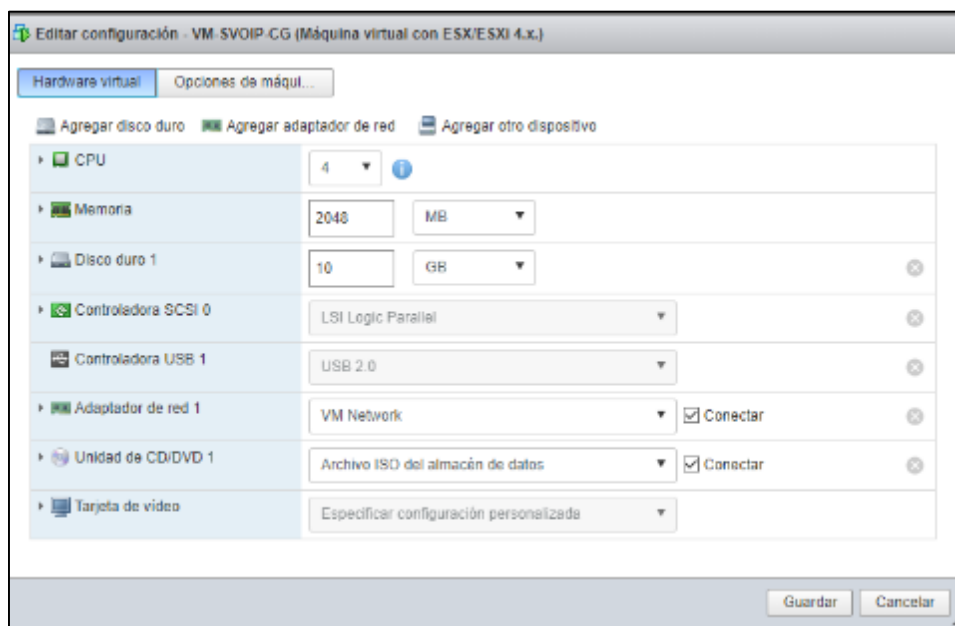 Editar configuración - VM-SVOIP-CG (Máquina virtual con ESX/ESXi 4.x.)
Hardware virtual Opciones de máqui...
Agregar disco duro Agregar adaptador de red Agregar otro dispositivo
CPU 4
Memoria 2048 MB
Disco duro 1 10 GB
Controladora SCSI 0 LSI Logic Parallel
Controladora USB 1 USB 2.0
Adaptador de red 1 VM Network Conectar
Unidad de CD/DVD 1 Archivo ISO del almacén de datos Conectar
Tarjeta de vídeo Especificar configuración personalizada
Guardar Cancelar